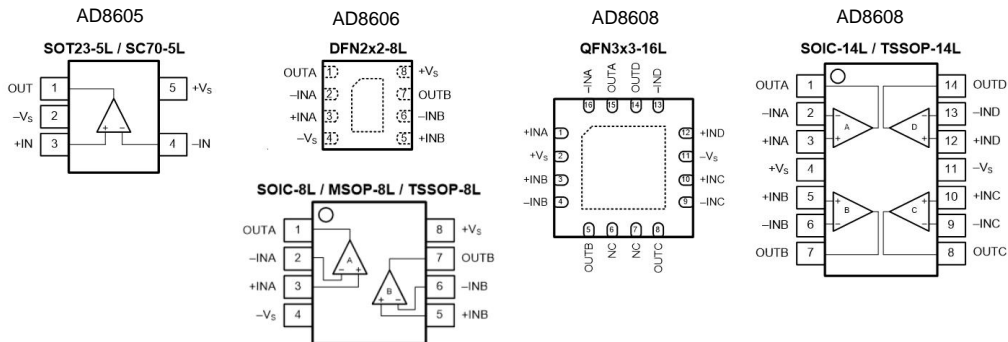 AD8605
SOT23-5L / SC70-5L
OUT 1
5 +VS
–VS 2
+IN 3
4 –IN
+ –
AD8606
DFN2x2-8L
OUTA 1
8 +VS
–INA 2
7 OUTB
+INA 3
6 –INB
–VS 4
5 +INB
SOIC-8L / MSOP-8L / TSSOP-8L
OUTA 1
8 +VS
–INA 2
7 OUTB
+INA 3
6 –INB
–VS 4
5 +INB
A
– +
B
+ –
AD8608
QFN3x3-16L
–INA OUTA OUTD –IND
16 15 14 13
+INA 1
12 +IND
+VS 2
11 –VS
+INB 3
10 +INC
–INB 4
9 –INC
5 6 7 8
OUTB NC NC OUTC
AD8608
SOIC-14L / TSSOP-14L
OUTA 1
14 OUTD
–INA 2
– –
13 –IND
A D
+INA 3
+ +
12 +IND
+VS 4
11 –VS
+INB 5
+ +
10 +INC
B C
–INB 6
– –
9 –INC
OUTB 7
8 OUTC